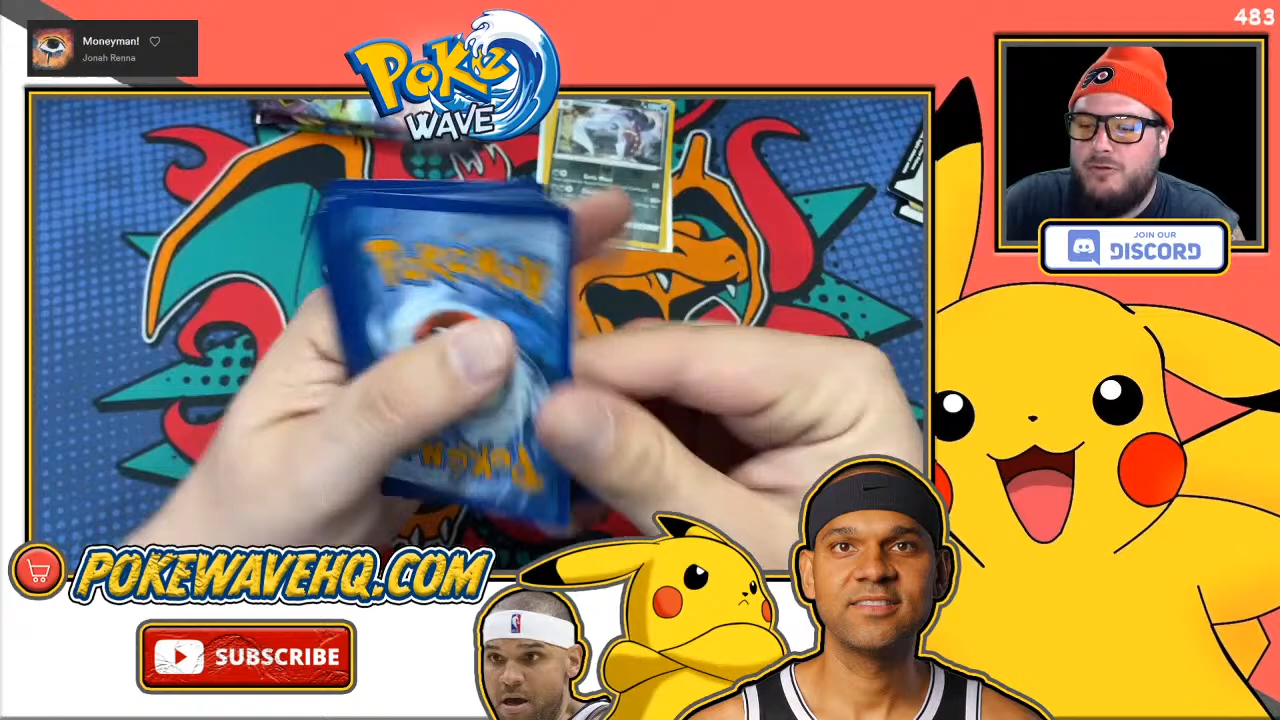 Moneyman!
Jonah Renna
483
POKE
WAVE
JOIN OUR
DISCORD
POKEWAVEHQ.COM
SUBSCRIBE